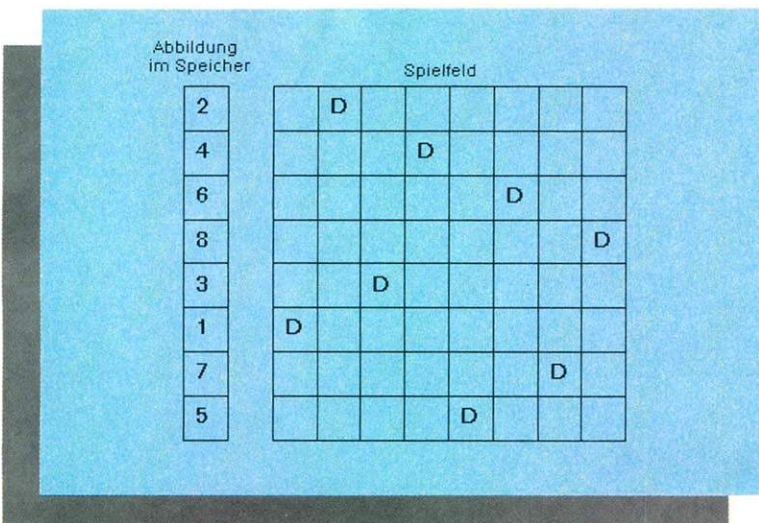 Abbildung
im Speicher
Spielfeld
2 D
4 D
6 D
8 D
3 D
1 D
7 D
5 D